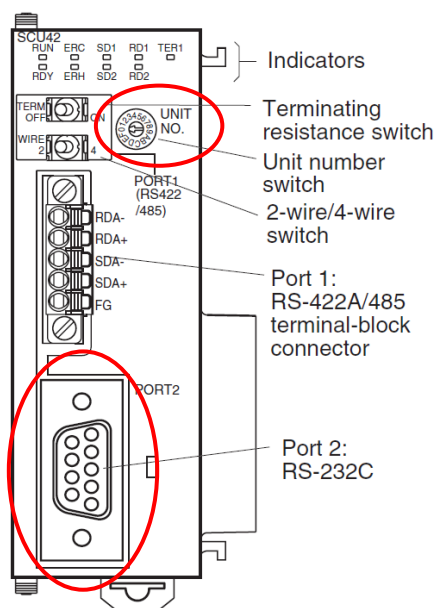 SCU42
RUN ERC SD1 RD1 TER1
RDY ERH SD2 RD2
Indicators
TERM
OFF ON
UNIT
NO.
0123456789ABCDEF
Terminating
resistance switch
WIRE
2 4
Unit number
switch
PORT1
(RS422
/485)
2-wire/4-wire
switch
RDA-
RDA+
SDA-
SDA+
FG
Port 1:
RS-422A/485
terminal-block
connector
PORT2
Port 2:
RS-232C